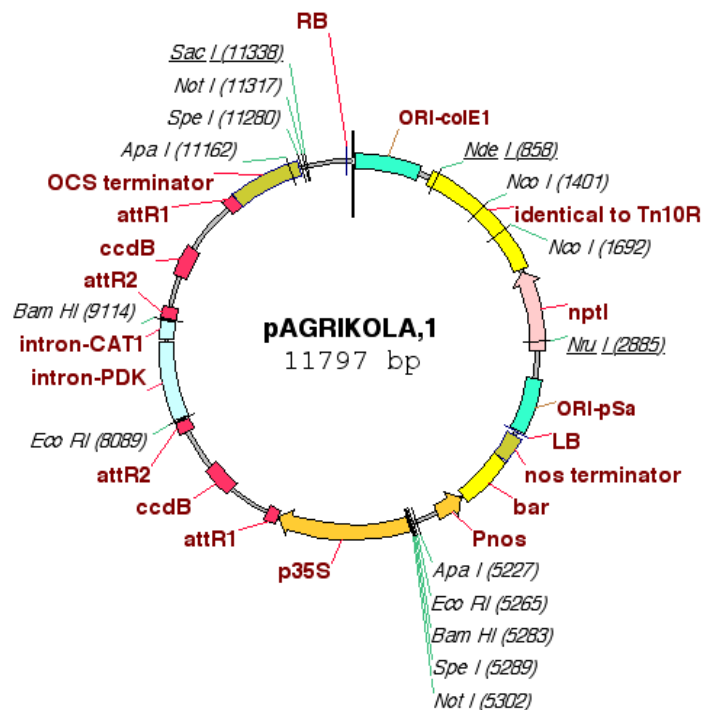 RB
Sac I (11338)
Not I (11317)
Spe I (11280)
Apa I (11162)
OCS terminator
attR1
ccdB
attR2
Bam HI (9114)
intron-CAT1
intron-PDK
Eco RI (8089)
attR2
ccdB
attR1
p35S
ORI-colE1
Nde I (858)
Nco I (1401)
identical to Tn10R
Nco I (1692)
nptI
Nru I (2885)
ORI-pSa
LB
nos terminator
bar
Pnos
Apa I (5227)
Eco RI (5265)
Bam HI (5283)
Spe I (5289)
Not I (5302)
pAGRIKOLA,1
11797 bp